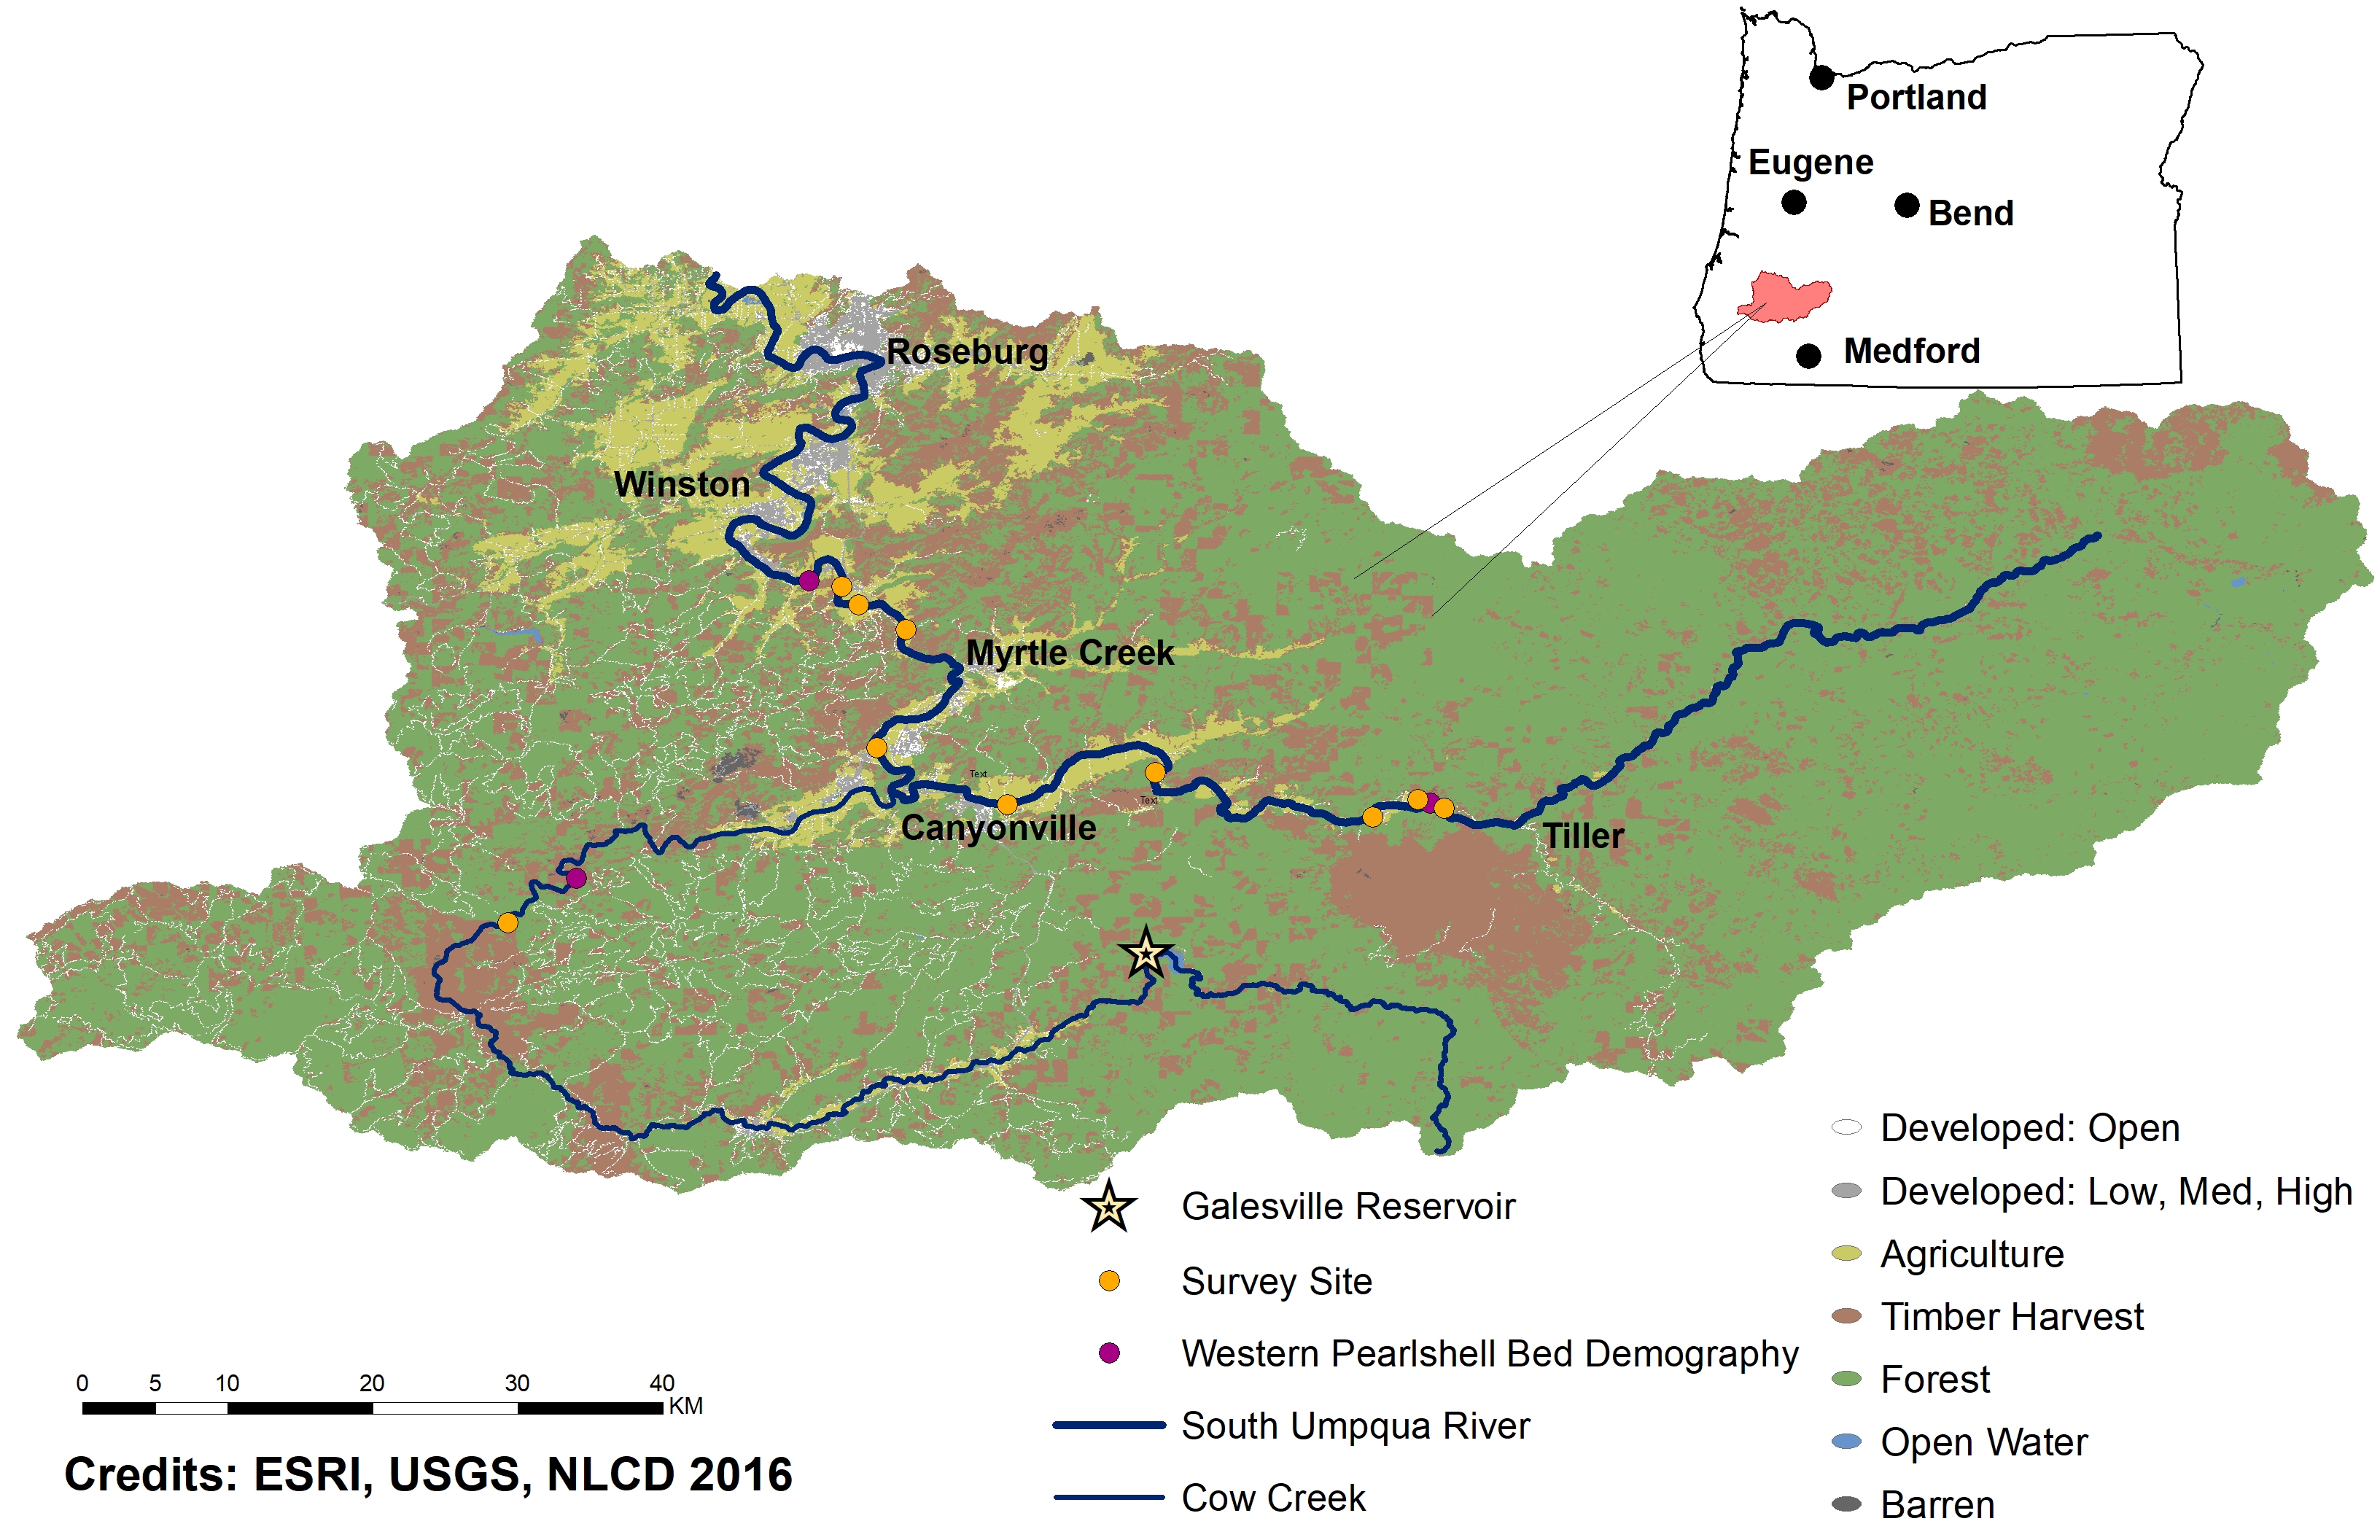 Portland
Eugene
Bend
Medford
Roseburg
Winston
Myrtle Creek
Text
Text
Canyonville
Tiller
Galesville Reservoir
Survey Site
Western Pearlshell Bed Demography
South Umpqua River
Cow Creek
Developed: Open
Developed: Low, Med, High
Agriculture
Timber Harvest
Forest
Open Water
Barren
0 5 10 20 30 40
KM
Credits: ESRI, USGS, NLCD 2016